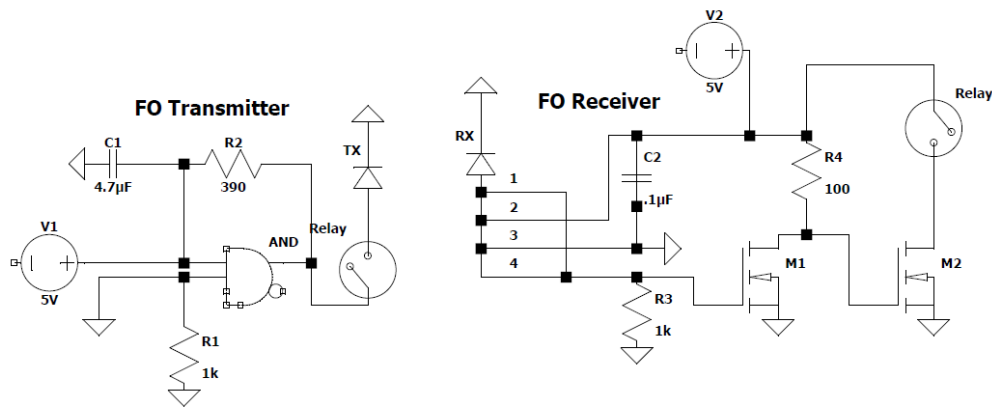 FO Transmitter
C1
4.7µF
R2
390
TX
V1
5V
AND
Relay
R1
1k
V2
5V
FO Receiver
RX
1
2
3
4
C2
.1µF
R4
100
Relay
R3
1k
M1
M2